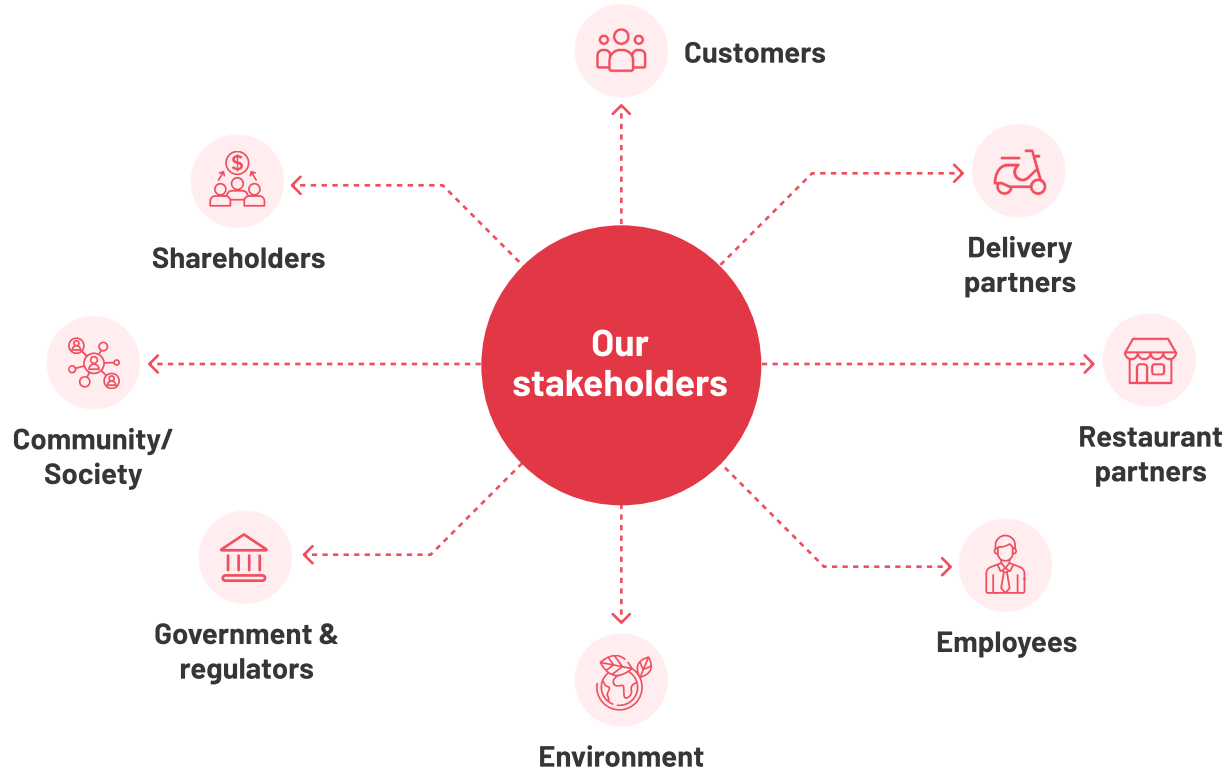 Customers
Delivery
partners
Shareholders
Our
stakeholders
Community/
Society
Restaurant
partners
Government &
regulators
Employees
Environment
$